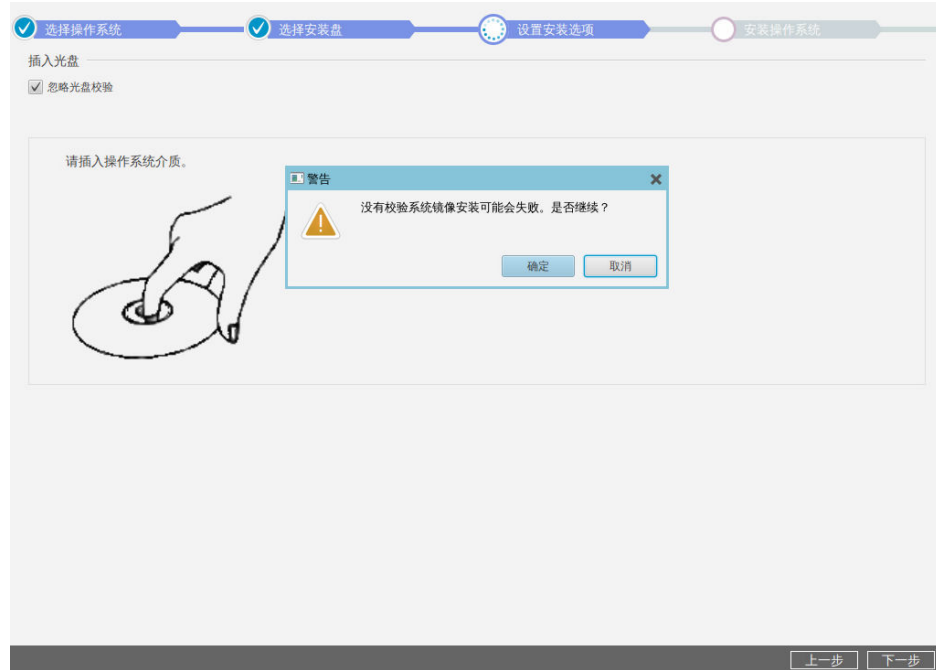 选择操作系统
选择安装盘
设置安装选项
安装操作系统
插入光盘
忽略光盘校验
请插入操作系统介质。
警告
没有校验系统镜像安装可能会失败。是否继续？
确定
取消
上一步
下一步